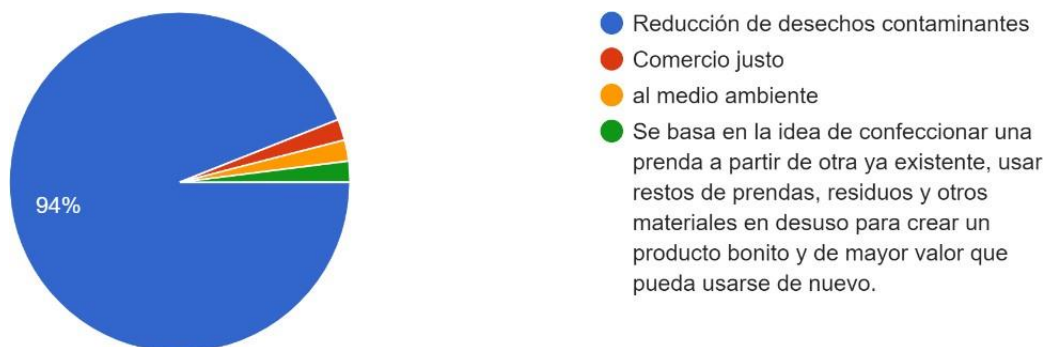 94%
Reducción de desechos contaminantes
Comercio justo
al medio ambiente
Se basa en la idea de confeccionar una
prenda a partir de otra ya existente, usar
restos de prendas, residuos y otros
materiales en desuso para crear un
producto bonito y de mayor valor que
pueda usarse de nuevo.